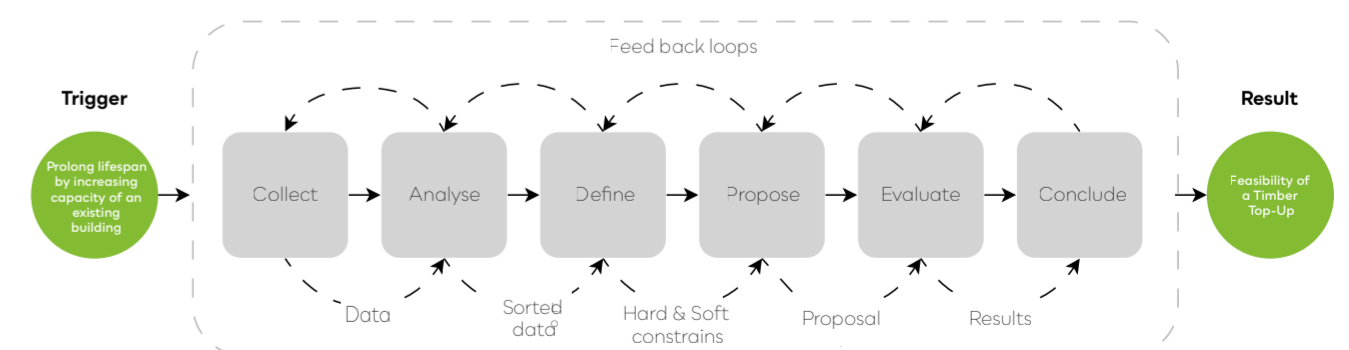 Feed back loops
Trigger
Result
Prolong lifespan
by increasing
capacity of an
existing
building
Collect
Analyse
Define
Propose
Evaluate
Conclude
Feasibility of
a Timber
Top-Up
Data
Sorted
data
Hard & Soft
constrains
Proposal
Results